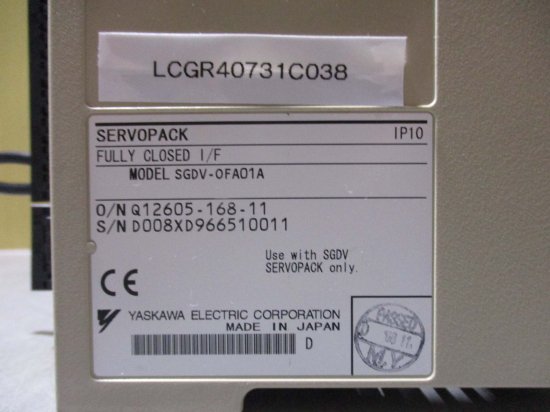 LCGR40731C038
SERVOPACK IP10
FULLY CLOSED I/F
MODEL SGDV-OFA01A
O/N Q12605-168-11
S/N D008XD966510011
Use with SGDV
SERVOPACK only.
CE
YASKAWA ELECTRIC CORPORATION
MADE IN JAPAN
D
PASSED
M.Y